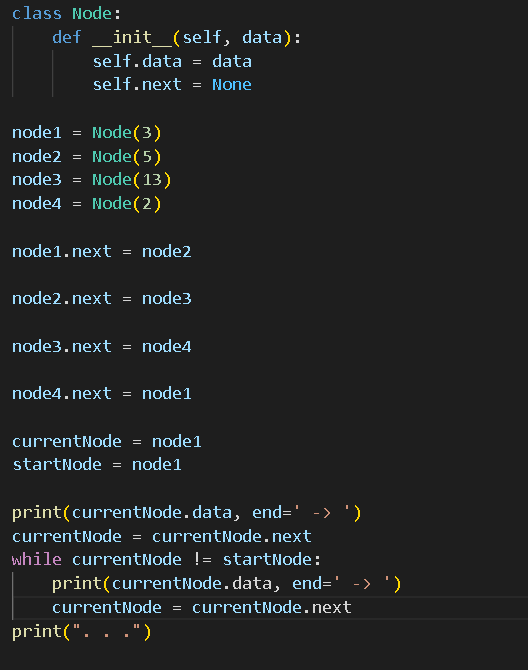 class Node:
    def __init__(self, data):
        self.data = data
        self.next = None

node1 = Node(3)
node2 = Node(5)
node3 = Node(13)
node4 = Node(2)

node1.next = node2

node2.next = node3

node3.next = node4

node4.next = node1

currentNode = node1
startNode = node1

print(currentNode.data, end=' -> ')
currentNode = currentNode.next
while currentNode != startNode:
    print(currentNode.data, end=' -> ')
    currentNode = currentNode.next
print(". . .")